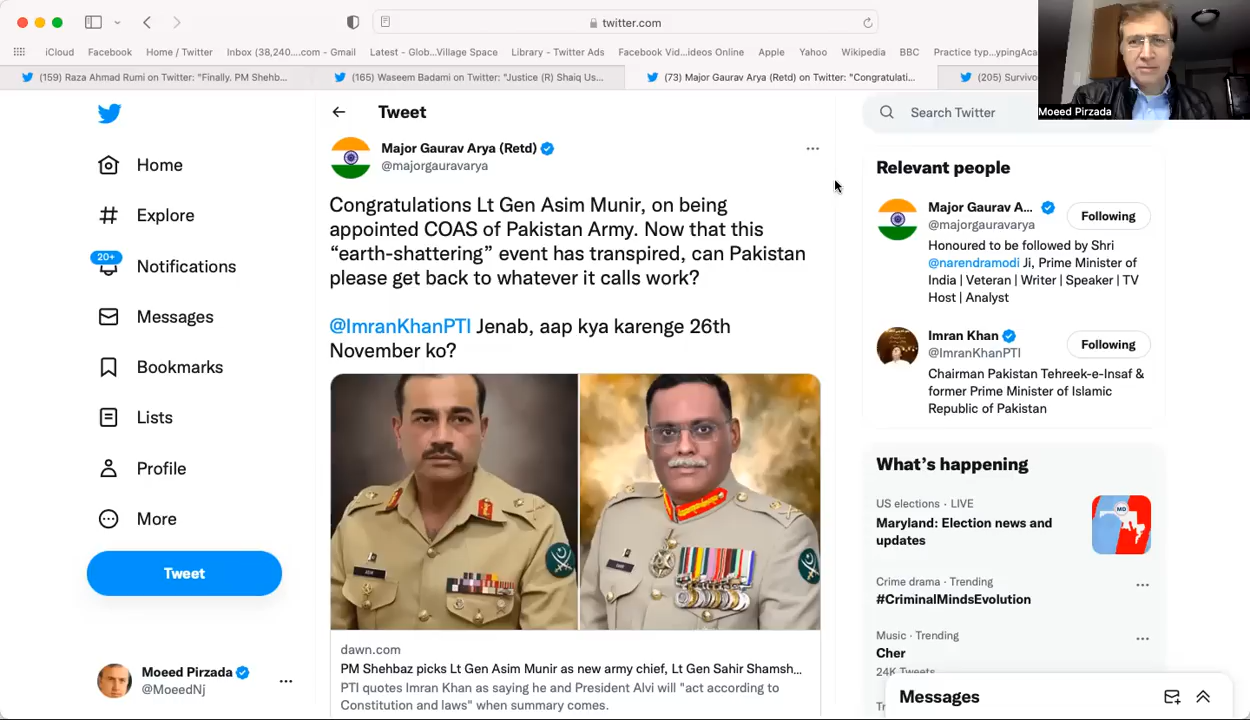 twitter.com
iCloud
Facebook
Home / Twitter
Inbox (38,240....com - Gmail
Latest - Glob...Village Space
Library - Twitter Ads
Facebook Vid...ideos Online
Apple
Yahoo
Wikipedia
BBC
Practice typ...ypingAca
(159) Raza Ahmad Rumi on Twitter: "Finally. PM Shehb...
(165) Waseem Badami on Twitter: "Justice (R) Shaiq Us...
(73) Major Gaurav Arya (Retd) on Twitter: "Congratulati...
(205) Survivo
Moeed Pirzada
Home
Explore
20+
Notifications
Messages
Bookmarks
Lists
Profile
More
Tweet
Moeed Pirzada
@MoeedNj
Tweet
Major Gaurav Arya (Retd)
@majorgauravarya
Congratulations Lt Gen Asim Munir, on being
appointed COAS of Pakistan Army. Now that this
“earth-shattering” event has transpired, can Pakistan
please get back to whatever it calls work?
@ImranKhanPTI Jenab, aap kya karenge 26th
November ko?
dawn.com
PM Shehbaz picks Lt Gen Asim Munir as new army chief, Lt Gen Sahir Shamsh...
PTI quotes Imran Khan as saying he and President Alvi will "act according to
Constitution and laws" when summary comes.
Search Twitter
Relevant people
Major Gaurav A...
@majorgauravarya
Following
Honoured to be followed by Shri
@narendramodi Ji, Prime Minister of
India | Veteran | Writer | Speaker | TV
Host | Analyst
Imran Khan
@ImranKhanPTI
Following
Chairman Pakistan Tehreek-e-Insaf &
former Prime Minister of Islamic
Republic of Pakistan
What’s happening
US elections · LIVE
Maryland: Election news and
updates
MD
Crime drama · Trending
#CriminalMindsEvolution
Music · Trending
Cher
24K Tweets
Tr
Messages